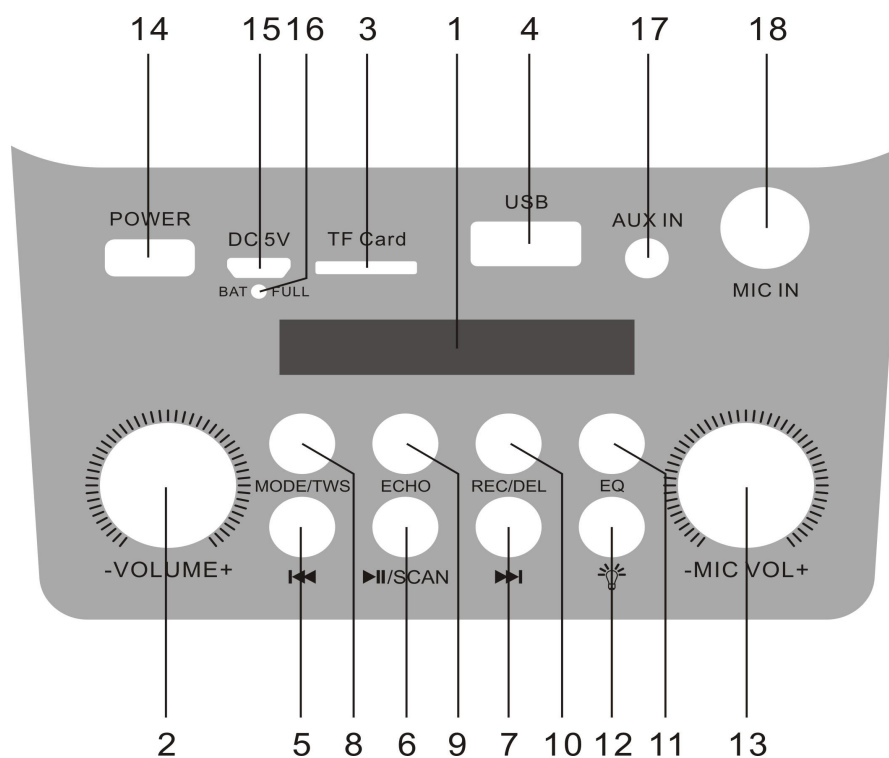 14 15 16 3 1 4 17 18
POWER
DC 5V
TF Card
USB
AUX IN
BAT FULL
MIC IN
MODE/TWS
ECHO
REC/DEL
EQ
-VOLUME+
/SCAN
-MIC VOL+
2 5 8 6 9 7 10 12 11 13